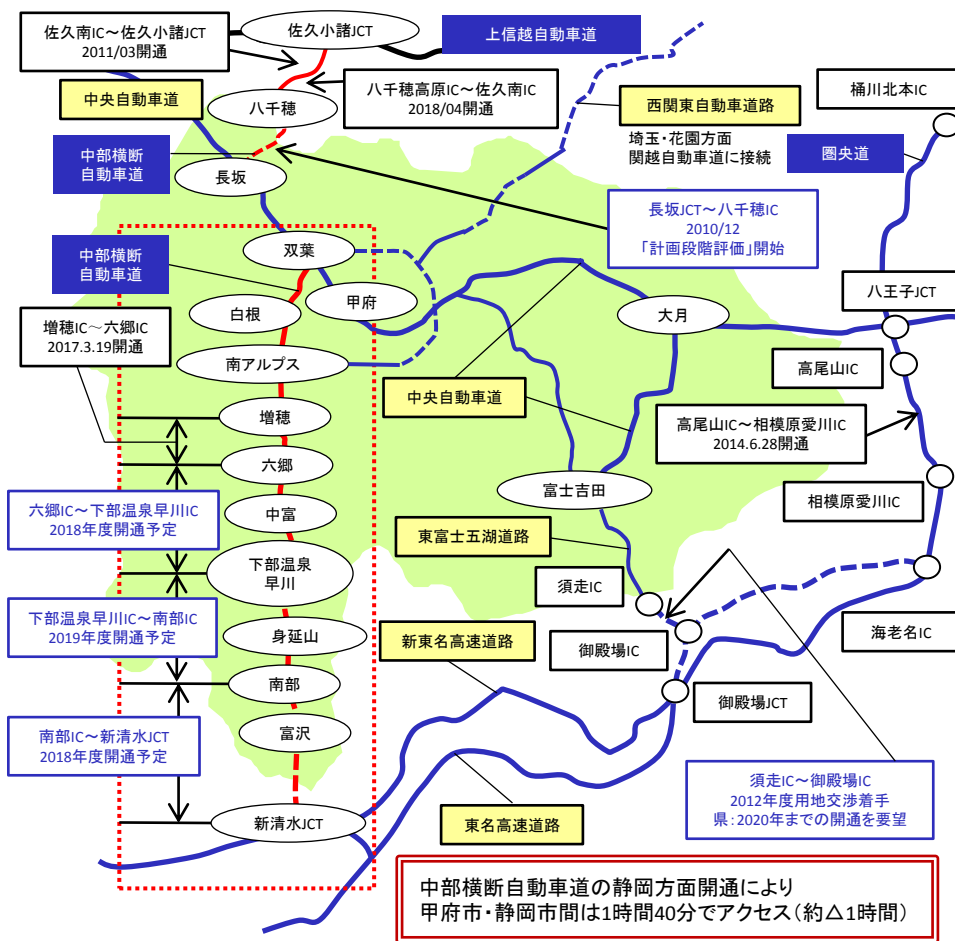 佐久南IC～佐久小諸JCT
2011/03開通
佐久小諸JCT
上信越自動車道
中央自動車道
八千穂
八千穂高原IC～佐久南IC
2018/04開通
西関東自動車道路
埼玉・花園方面
関越自動車道に接続
桶川北本IC
圏央道
中部横断
自動車道
長坂
長坂JCT～八千穂IC
2010/12
「計画段階評価」開始
双葉
中部横断
自動車道
甲府
白根
大月
八王子JCT
増穂IC～六郷IC
2017.3.19開通
南アルプス
高尾山IC
中央自動車道
増穂
高尾山IC～相模原愛川IC
2014.6.28開通
六郷
富士吉田
相模原愛川IC
六郷IC～下部温泉早川IC
2018年度開通予定
中富
東富士五湖道路
下部温泉
早川
須走IC
下部温泉早川IC～南部IC
2019年度開通予定
身延山
新東名高速道路
御殿場IC
海老名IC
南部
御殿場JCT
南部IC～新清水JCT
2018年度開通予定
富沢
須走IC～御殿場IC
2012年度用地交渉着手
県：2020年までの開通を要望
新清水JCT
東名高速道路
中部横断自動車道の静岡方面開通により
甲府市・静岡市間は1時間40分でアクセス（約△1時間）